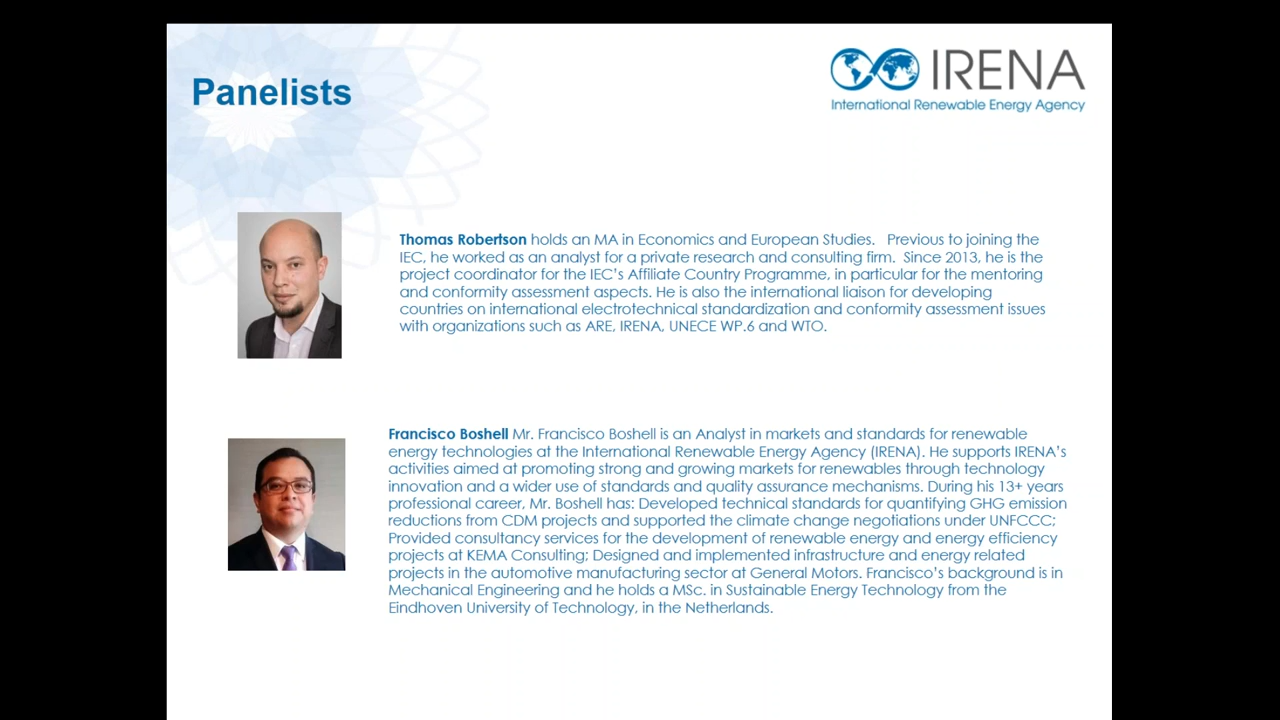 Panelists
IRENA
International Renewable Energy Agency
Thomas Robertson holds an MA in Economics and European Studies.   Previous to joining the
IEC, he worked as an analyst for a private research and consulting firm.  Since 2013, he is the
project coordinator for the IEC's Affiliate Country Programme, in particular for the mentoring
and conformity assessment aspects. He is also the international liaison for developing
countries on international electrotechnical standardization and conformity assessment issues
with organizations such as ARE, IRENA, UNECE WP.6 and WTO.
Francisco Boshell Mr. Francisco Boshell is an Analyst in markets and standards for renewable
energy technologies at the International Renewable Energy Agency (IRENA). He supports IRENA's
activities aimed at promoting strong and growing markets for renewables through technology
innovation and a wider use of standards and quality assurance mechanisms. During his 13+ years
professional career, Mr. Boshell has: Developed technical standards for quantifying GHG emission
reductions from CDM projects and supported the climate change negotiations under UNFCCC;
Provided consultancy services for the development of renewable energy and energy efficiency
projects at KEMA Consulting; Designed and implemented infrastructure and energy related
projects in the automotive manufacturing sector at General Motors. Francisco's background is in
Mechanical Engineering and he holds a MSc. in Sustainable Energy Technology from the
Eindhoven University of Technology, in the Netherlands.